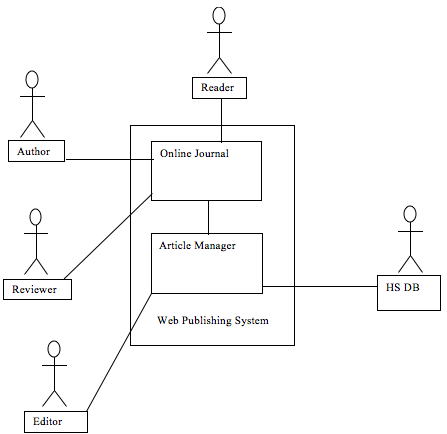 Reader
Author
Online Journal
Reviewer
Article Manager
HS DB
Web Publishing System
Editor